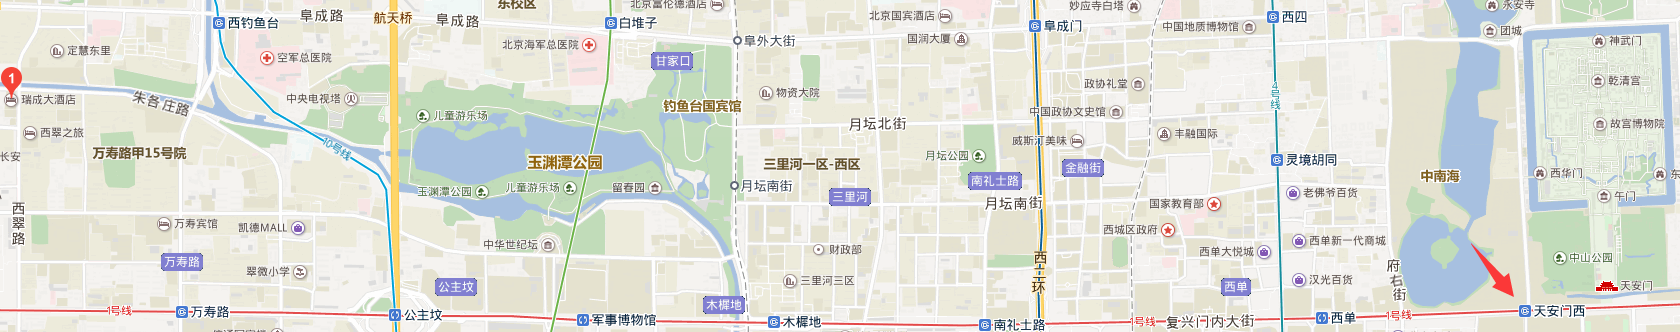 西钓鱼台
阜成路
航天桥
阜成路
东校区
白堆子
北京富伦德酒店
北京国宾酒店
阜成门
妙应寺白塔
西四
永安寺
定慧东里
空军总医院
北京海军总医院
甘家口
阜外大街
国润大厦
中国地质博物馆
团城
神武门
1
瑞成大酒店
朱各庄路
中央电视塔
儿童游乐场
钓鱼台国宾馆
物资大院
月坛北街
政协礼堂
中国政协文史馆
4号线
乾清宫
故宫博物院
西翠之旅
长安
万寿路甲15号院
10号线
玉渊潭公园
三里河一区-西区
月坛公园
威斯汀美味
丰融国际
金融街
灵境胡同
中南海
西华门
东
玉渊潭公园
儿童游乐场
留春园
月坛南街
三里河
南礼士路
月坛南街
老佛爷百货
国家教育部
午门
西翠路
万寿宾馆
凯德MALL
中华世纪坛
财政部
西城区政府
西单大悦城
西单新一代商城
中山公园
万寿路
翠微小学
公主坟
三里河三区
西二环
西单
汉光百货
府右街
天安门
木樨地
1号线
万寿路
公主坟
军事博物馆
木樨地
南礼士路
1号线
复兴门内大街
西单
1号线
天安门西